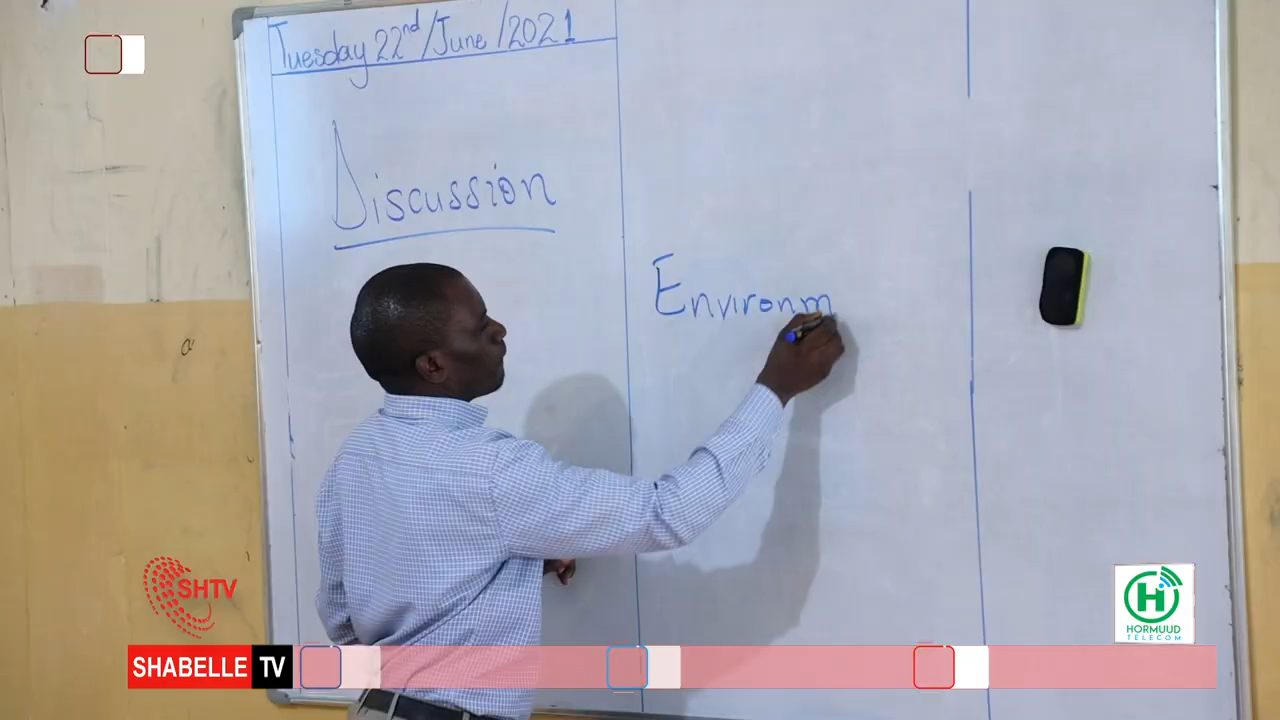 Tuesday 22nd/June/2021
Discussion
Environm
SHTV
SHABELLE TV
HORMUUD
TELECOM